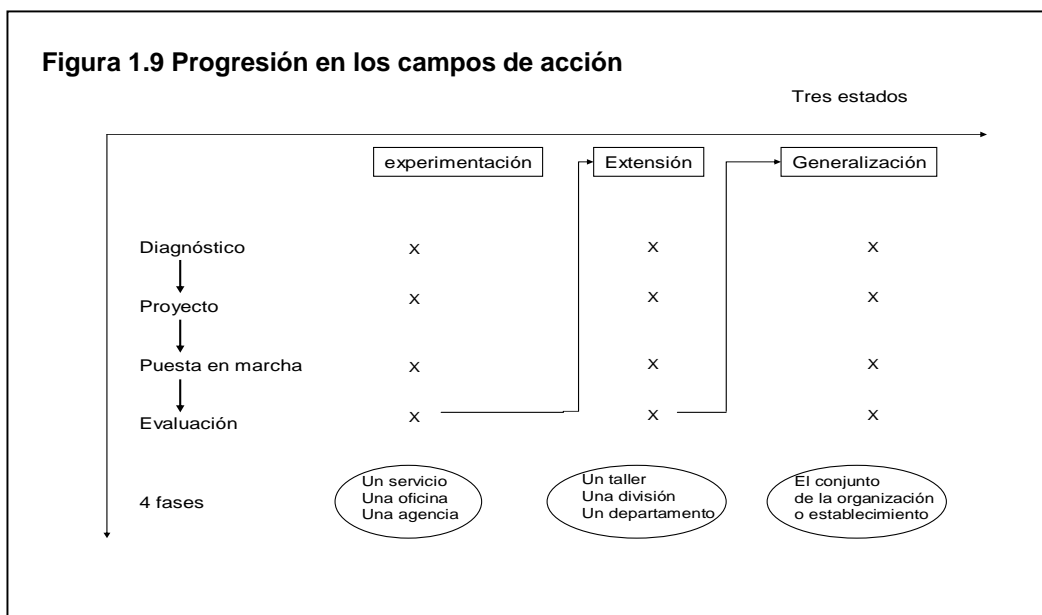 Figura 1.9 Progresión en los campos de acción
Tres estados
experimentación Extensión Generalización
Diagnóstico X X X
Proyecto X X X
Puesta en marcha X X X
Evaluación X X X
4 fases
Un servicio
Una oficina
Una agencia
Un taller
Una división
Un departamento
El conjunto
de la organización
o establecimiento